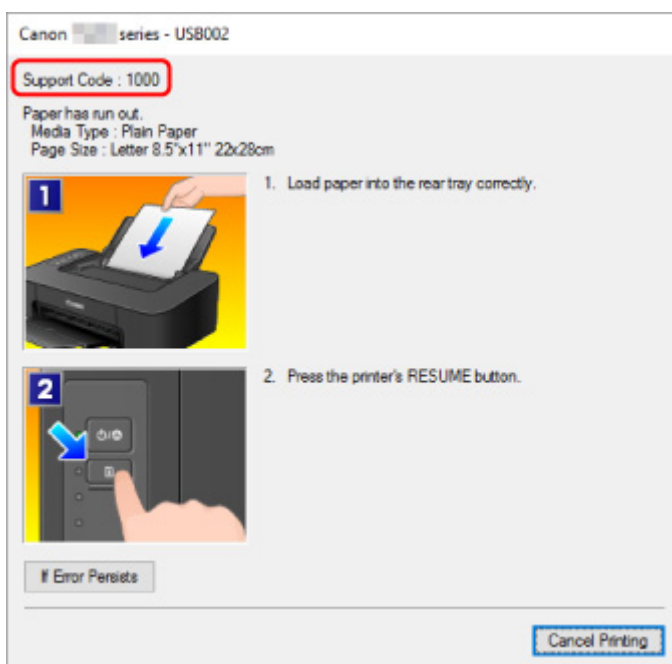 Canon series - USB002
Support Code : 1000
Paper has run out.
Media Type : Plain Paper
Page Size : Letter 8.5"x11" 22x28cm
1
1. Load paper into the rear tray correctly.
2
2. Press the printer's RESUME button.
If Error Persists
Cancel Printing